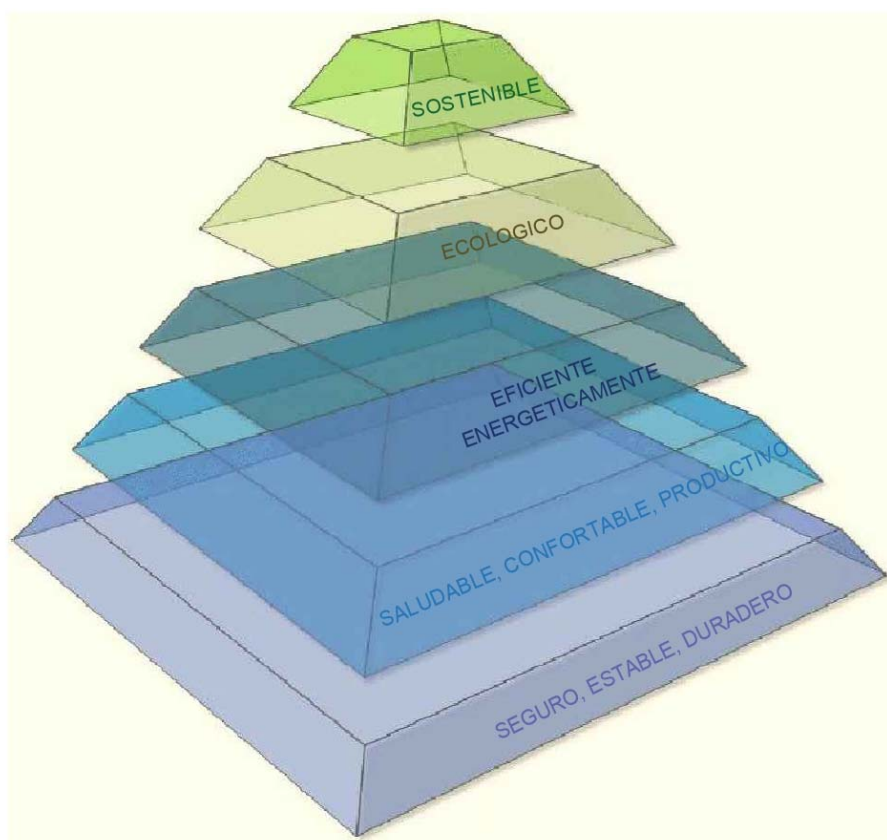 SOSTENIBLE
ECOLOGICO
EFICIENTE
ENERGETICAMENTE
SALUDABLE, CONFORTABLE, PRODUCTIVO
SEGURO, ESTABLE, DURADERO